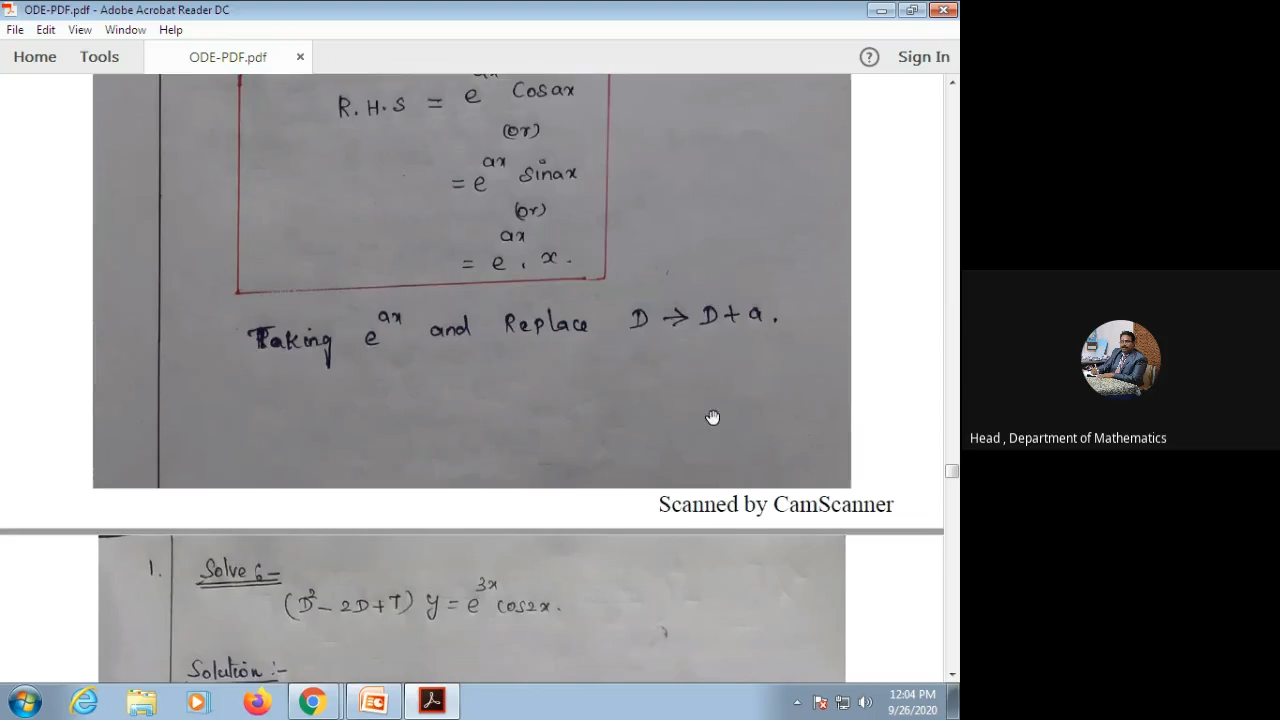 ODE-PDF.pdf - Adobe Acrobat Reader DC
File Edit View Window Help
Home Tools ODE-PDF.pdf × ? Sign In
R.H.S = e^ax Cosax
(or)
= e^ax Sinax
(or)
= e^ax . x.
Taking e^ax and Replace D → D + a.
Scanned by CamScanner
1. Solve :-
(D² - 2D + T) y = e^3x cos2x.
Solution :-
Head , Department of Mathematics
12:04 PM
9/26/2020